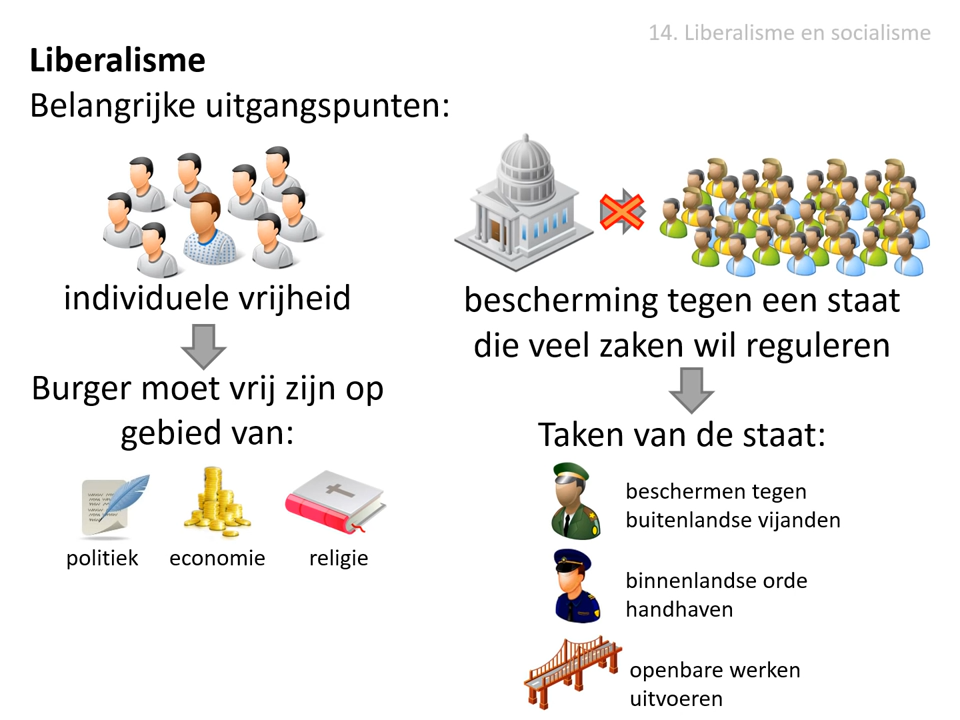 14. Liberalisme en socialisme
Liberalisme
Belangrijke uitgangspunten:
individuele vrijheid
Burger moet vrij zijn op
gebied van:
politiek
economie
religie
bescherming tegen een staat
die veel zaken wil reguleren
Taken van de staat:
beschermen tegen
buitenlandse vijanden
binnenlandse orde
handhaven
openbare werken
uitvoeren